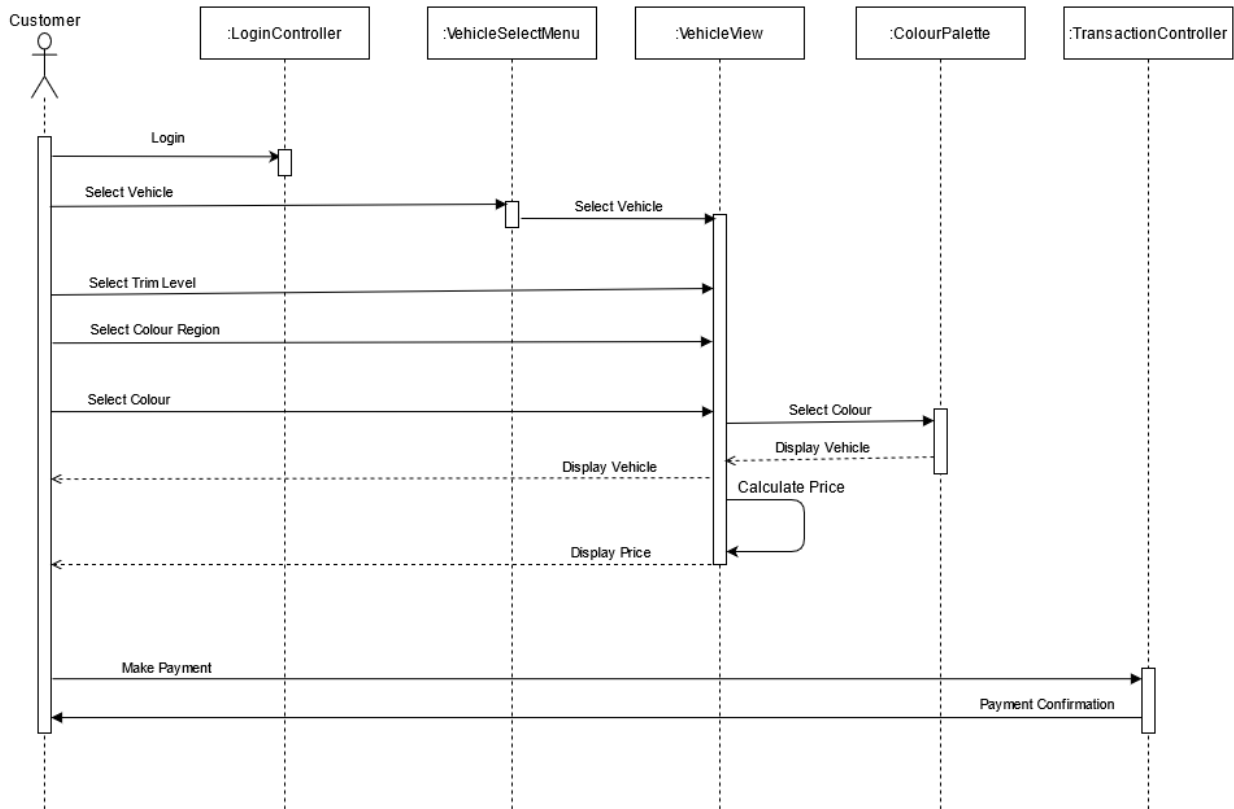 Customer
:LoginController
:VehicleSelectMenu
:VehicleView
:ColourPalette
:TransactionController
Login
Select Vehicle
Select Vehicle
Select Trim Level
Select Colour Region
Select Colour
Select Colour
Display Vehicle
Display Vehicle
Calculate Price
Display Price
Make Payment
Payment Confirmation